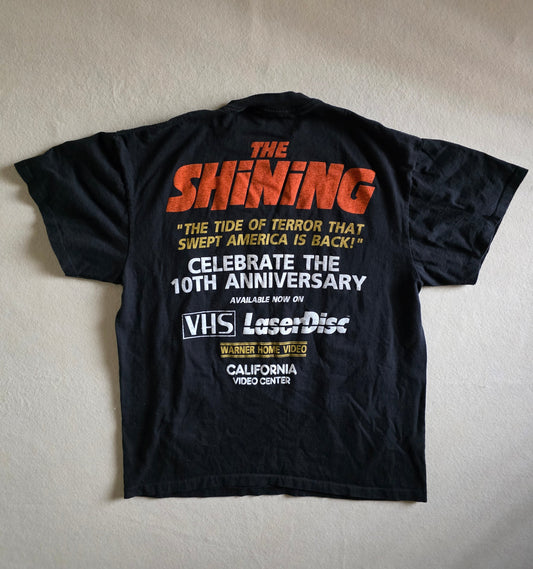 THE
SHiNiNG
"THE TIDE OF TERROR THAT
SWEPT AMERICA IS BACK!"
CELEBRATE THE
10TH ANNIVERSARY
AVAILABLE NOW ON
VHS LaserDisc
WARNER HOME VIDEO
CALIFORNIA
VIDEO CENTER